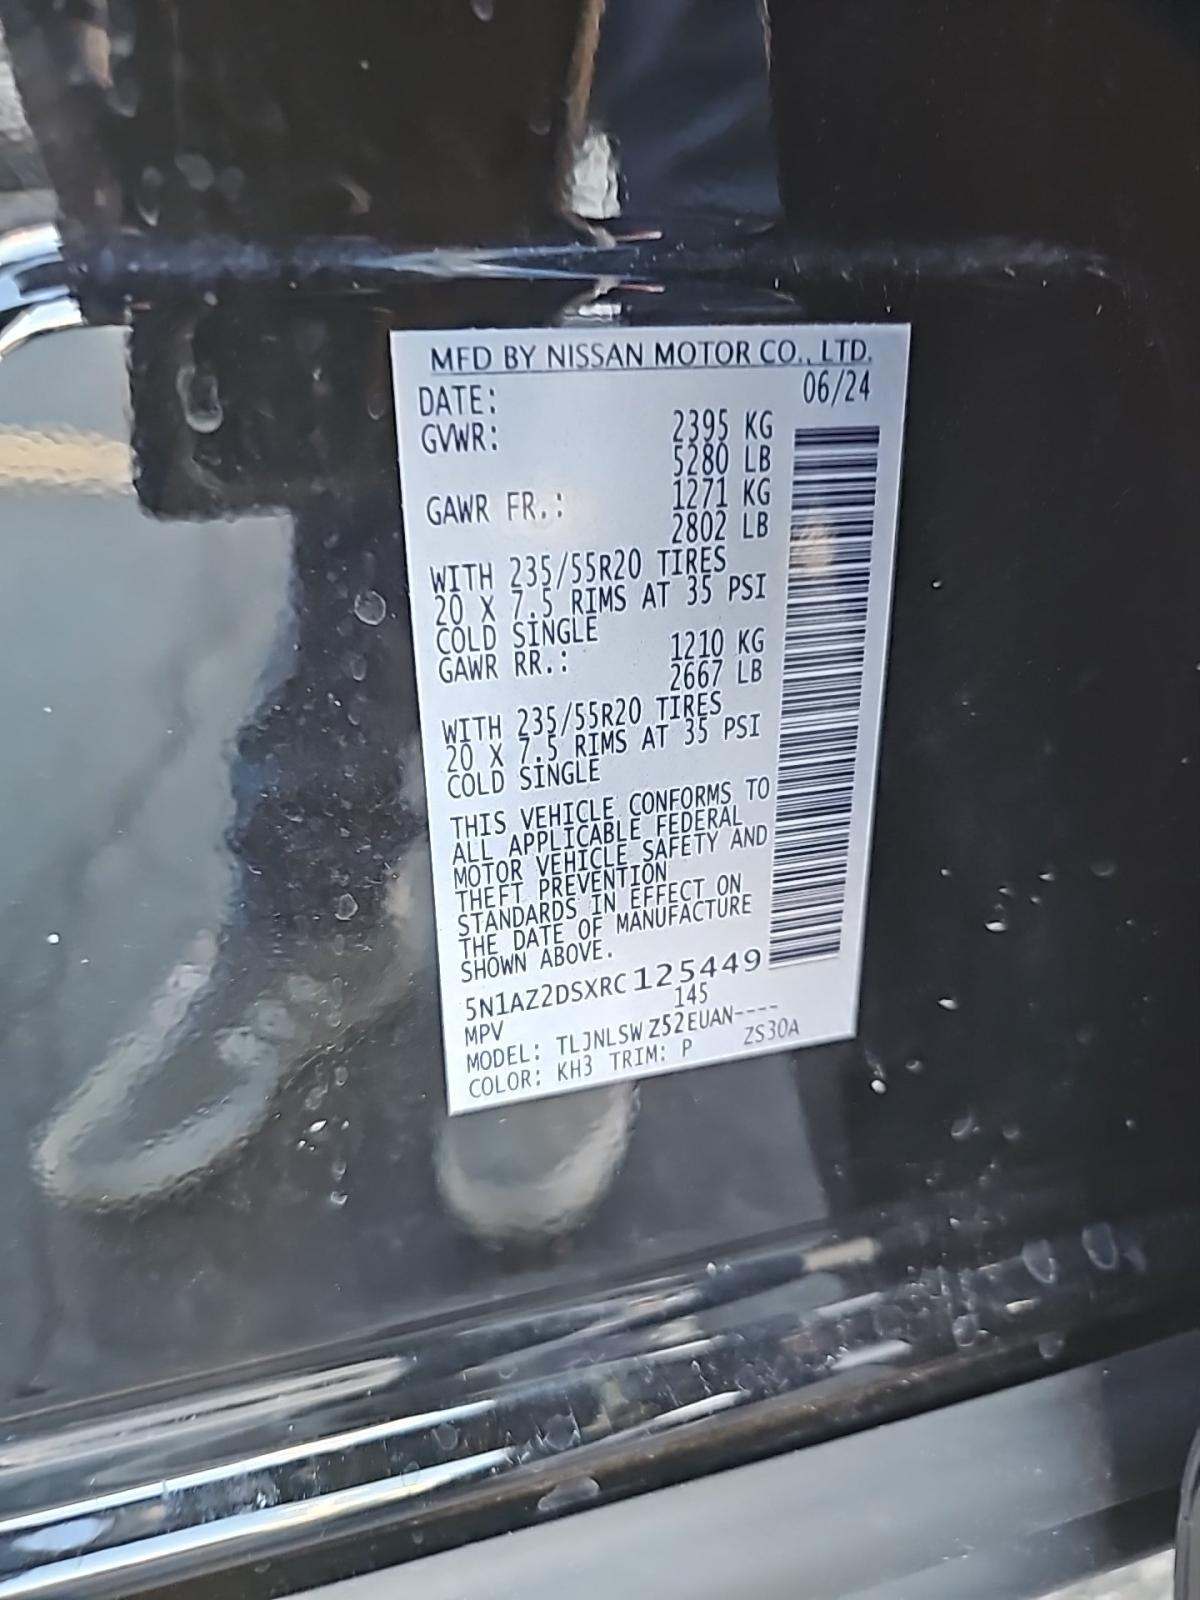 MFD BY NISSAN MOTOR CO., LTD.
DATE: 06/24
GVWR: 2395 KG
5280 LB
GAWR FR.: 1271 KG
2802 LB
WITH 235/55R20 TIRES
20 X 7.5 RIMS AT 35 PSI
COLD SINGLE
GAWR RR.: 1210 KG
2667 LB
WITH 235/55R20 TIRES
20 X 7.5 RIMS AT 35 PSI
COLD SINGLE
THIS VEHICLE CONFORMS TO
ALL APPLICABLE FEDERAL
MOTOR VEHICLE SAFETY AND
THEFT PREVENTION
STANDARDS IN EFFECT ON
THE DATE OF MANUFACTURE
SHOWN ABOVE.
5N1AZ2DSXRC125449
MPV 145
MODEL: TLJNLSWZ52EUAN----
COLOR: KH3 TRIM: P ZS30A